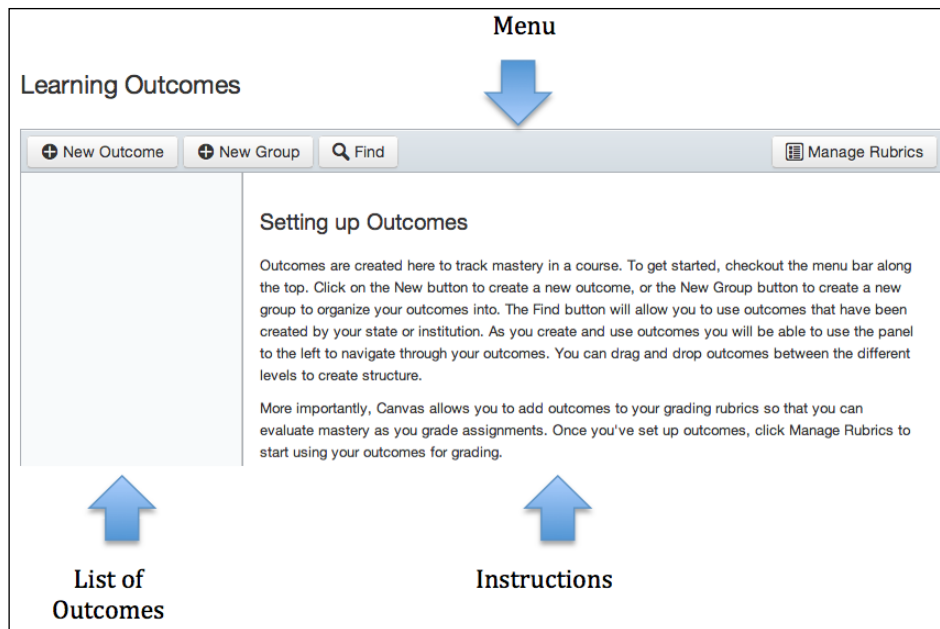 Menu
Learning Outcomes
New Outcome
New Group
Find
Manage Rubrics
Setting up Outcomes
Outcomes are created here to track mastery in a course. To get started, checkout the menu bar along
the top. Click on the New button to create a new outcome, or the New Group button to create a new
group to organize your outcomes into. The Find button will allow you to use outcomes that have been
created by your state or institution. As you create and use outcomes you will be able to use the panel
to the left to navigate through your outcomes. You can drag and drop outcomes between the different
levels to create structure.
More importantly, Canvas allows you to add outcomes to your grading rubrics so that you can
evaluate mastery as you grade assignments. Once you've set up outcomes, click Manage Rubrics to
start using your outcomes for grading.
List of
Outcomes
Instructions